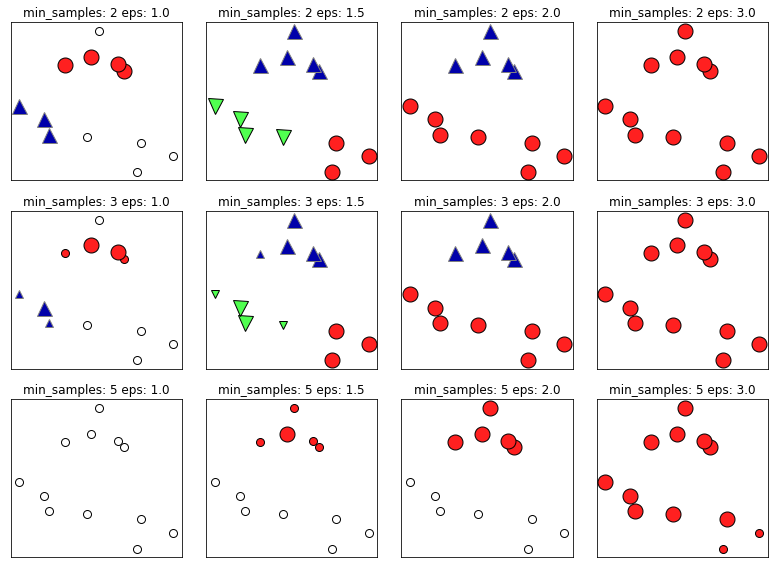 min_samples: 2 eps: 1.0
min_samples: 2 eps: 1.5
min_samples: 2 eps: 2.0
min_samples: 2 eps: 3.0
min_samples: 3 eps: 1.0
min_samples: 3 eps: 1.5
min_samples: 3 eps: 2.0
min_samples: 3 eps: 3.0
min_samples: 5 eps: 1.0
min_samples: 5 eps: 1.5
min_samples: 5 eps: 2.0
min_samples: 5 eps: 3.0